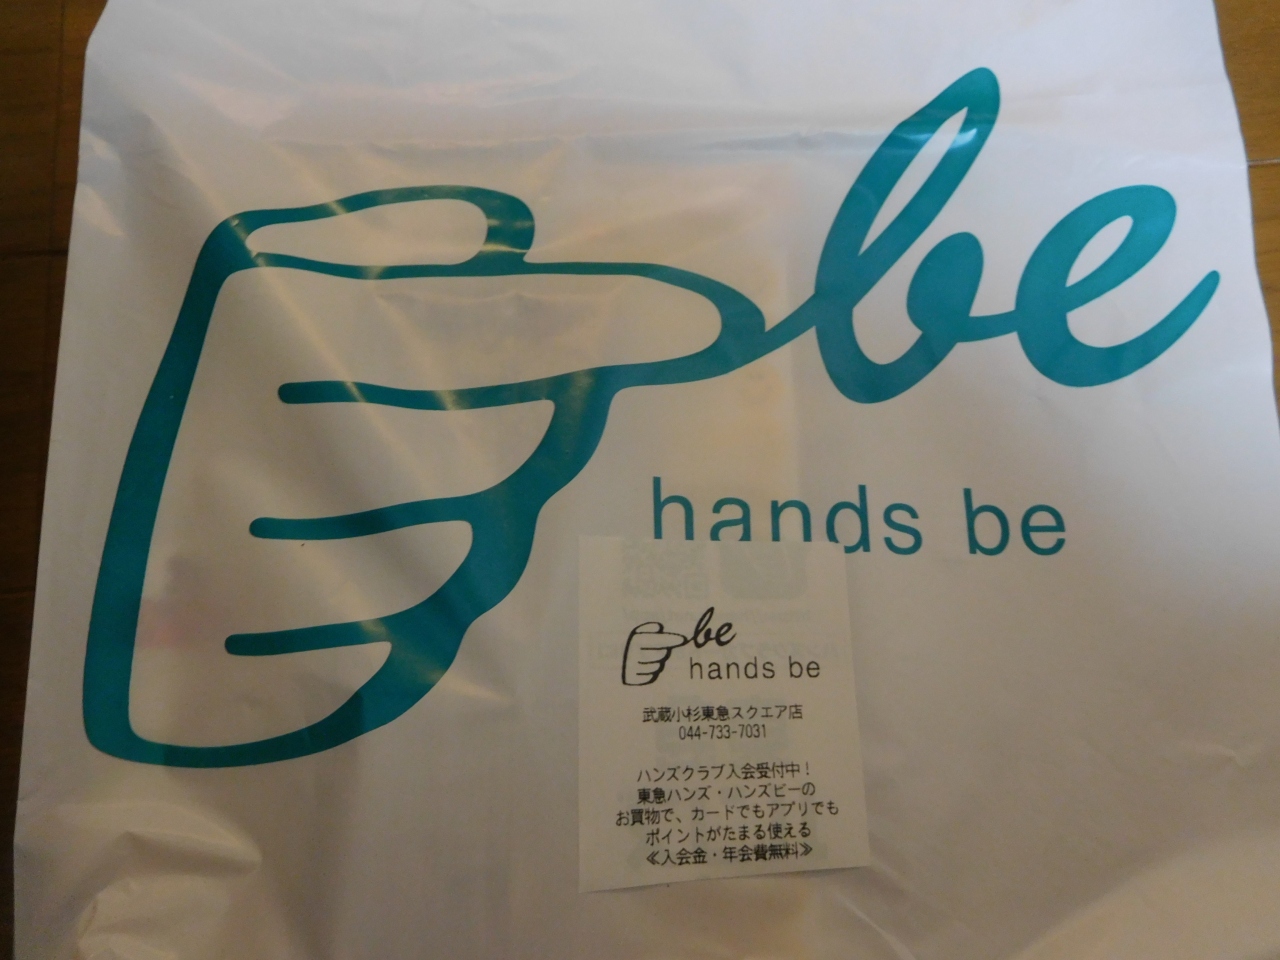 be
hands be
be
hands be
武蔵小杉東急スクエア店
044-733-7031
ハンズクラブ入会受付中！
東急ハンズ・ハンズビーの
お買物で、カードでもアプリでも
ポイントがたまる使える
≪入会金・年会費無料≫